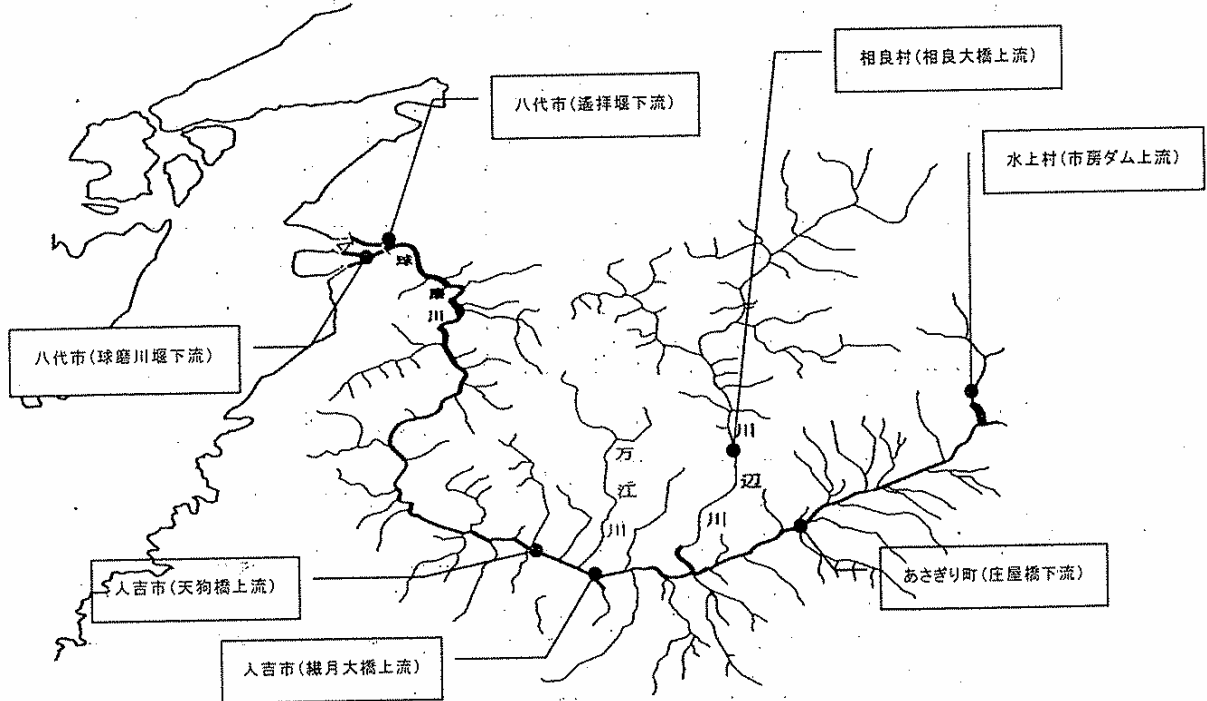 相良村(相良大橋上流)
八代市(遙拝堰下流)
水上村(市房ダム上流)
球磨川
八代市(球磨川堰下流)
川辺川
万江川
人吉市(天狗橋上流)
あさぎり町(庄屋橋下流)
人吉市(繊月大橋上流)